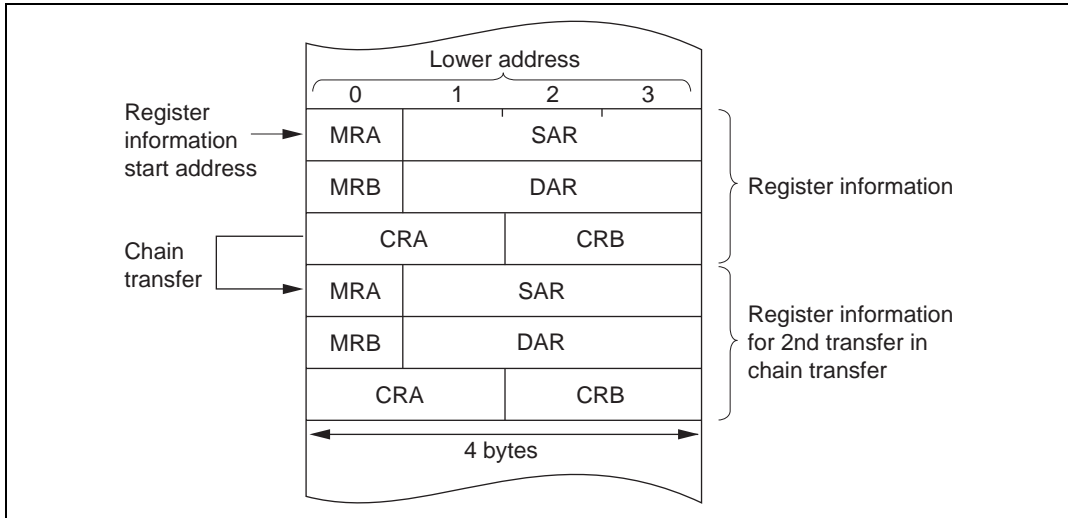 Lower address
0 1 2 3
Register
information
start address
MRA SAR
MRB DAR
Register information
CRA CRB
Chain
transfer
MRA SAR
MRB DAR
Register information
for 2nd transfer in
chain transfer
CRA CRB
4 bytes